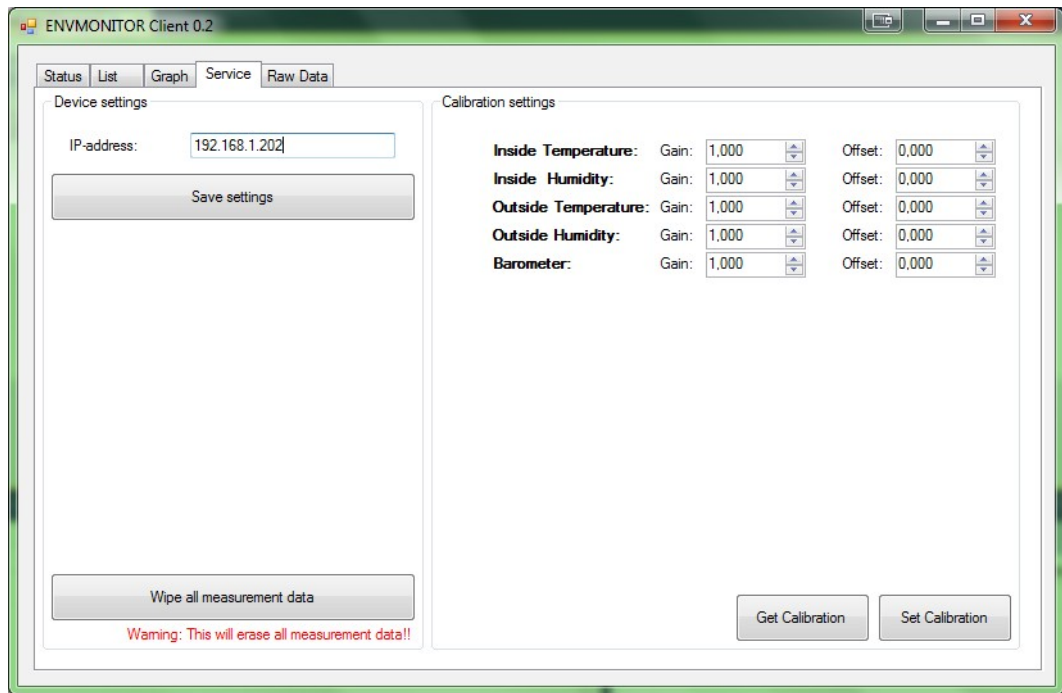 ENVMONITOR Client 0.2
Status List Graph Service Raw Data
Device settings
IP-address: 192.168.1.202
Save settings
Wipe all measurement data
Warning: This will erase all measurement data!!
Calibration settings
Inside Temperature: Gain: 1,000 Offset: 0,000
Inside Humidity: Gain: 1,000 Offset: 0,000
Outside Temperature: Gain: 1,000 Offset: 0,000
Outside Humidity: Gain: 1,000 Offset: 0,000
Barometer: Gain: 1,000 Offset: 0,000
Get Calibration Set Calibration